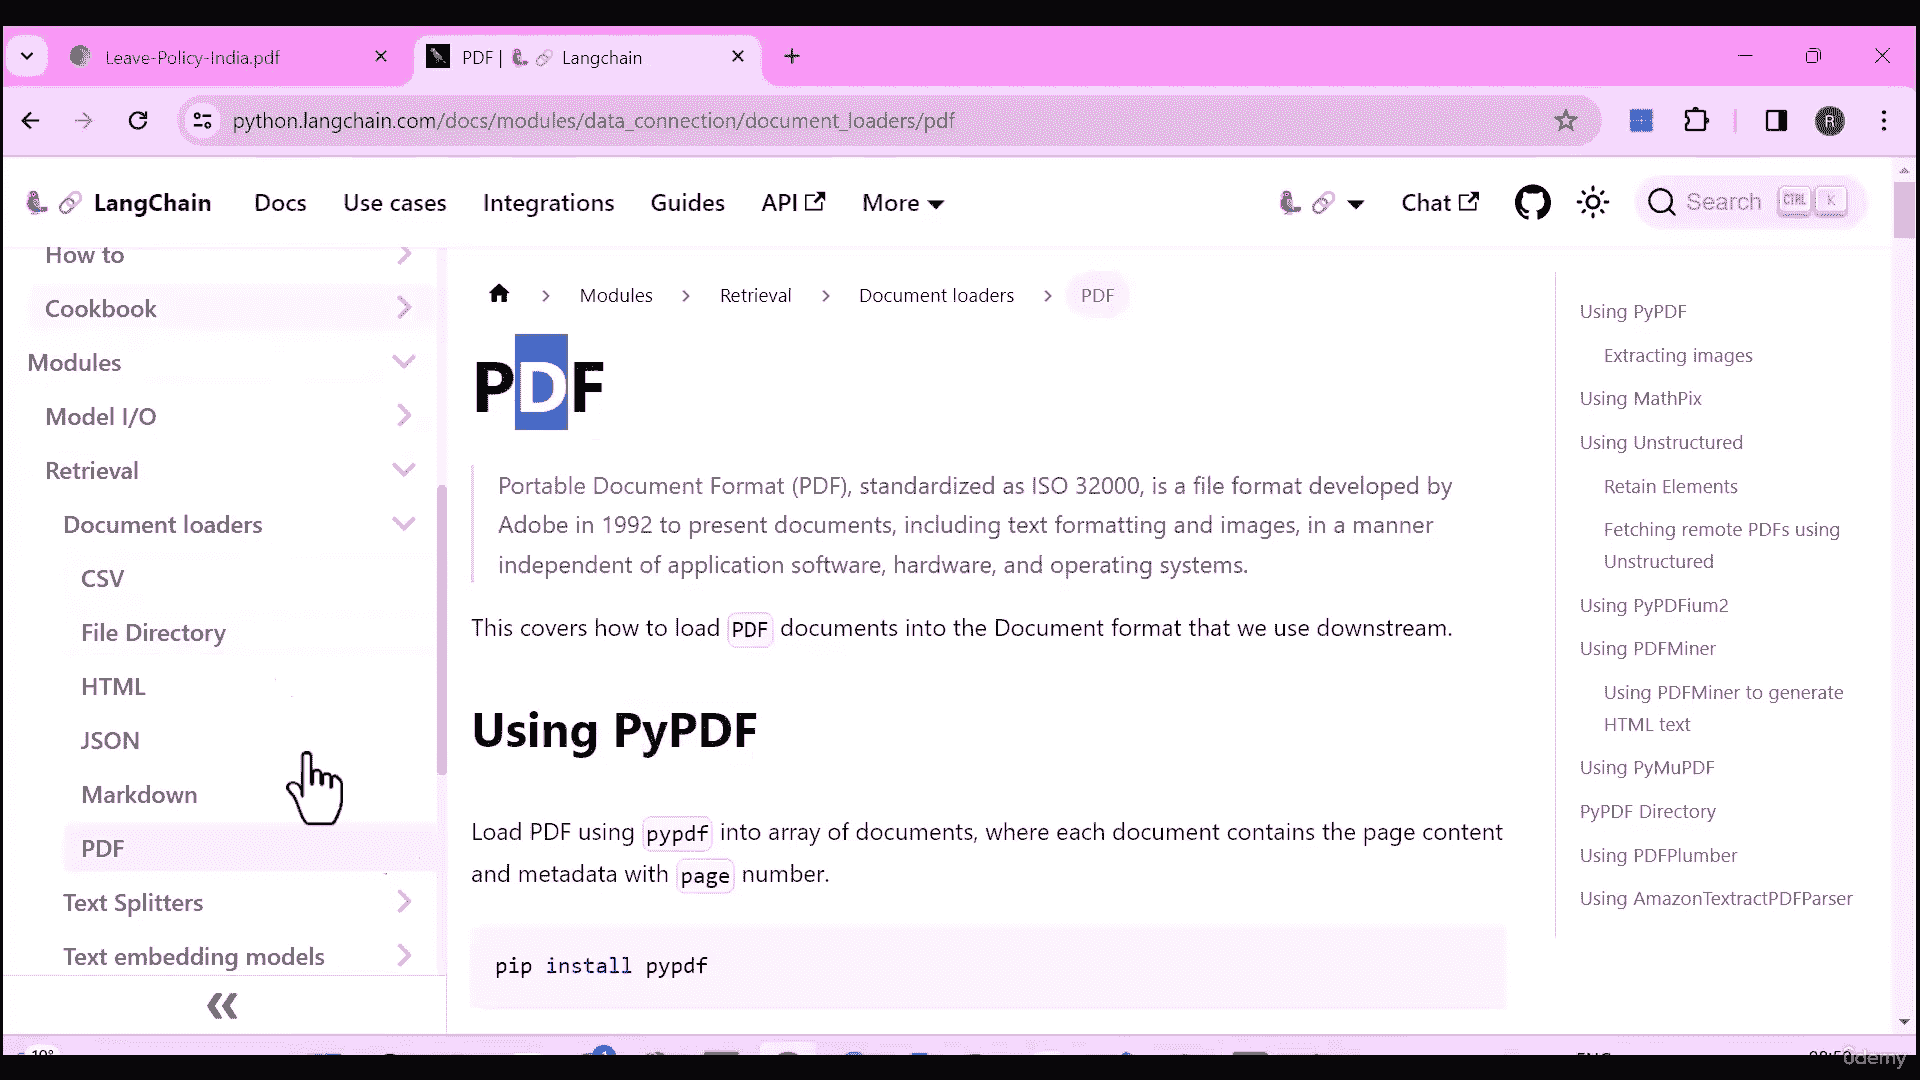 Leave-Policy-India.pdf
PDF | Langchain
python.langchain.com/docs/modules/data_connection/document_loaders/pdf
R
LangChain Docs Use cases Integrations Guides API More Chat Search CTRL K
How to
Cookbook
Modules
Model I/O
Retrieval
Document loaders
CSV
File Directory
HTML
JSON
Markdown
PDF
Text Splitters
Text embedding models
Modules > Retrieval > Document loaders > PDF
PDF
Portable Document Format (PDF), standardized as ISO 32000, is a file format developed by
Adobe in 1992 to present documents, including text formatting and images, in a manner
independent of application software, hardware, and operating systems.
This covers how to load PDF documents into the Document format that we use downstream.
Using PyPDF
Load PDF using pypdf into array of documents, where each document contains the page content
and metadata with page number.
pip install pypdf
Using PyPDF
Extracting images
Using MathPix
Using Unstructured
Retain Elements
Fetching remote PDFs using
Unstructured
Using PyPDFium2
Using PDFMiner
Using PDFMiner to generate
HTML text
Using PyMuPDF
PyPDF Directory
Using PDFPlumber
Using AmazonTextractPDFParser
udemy